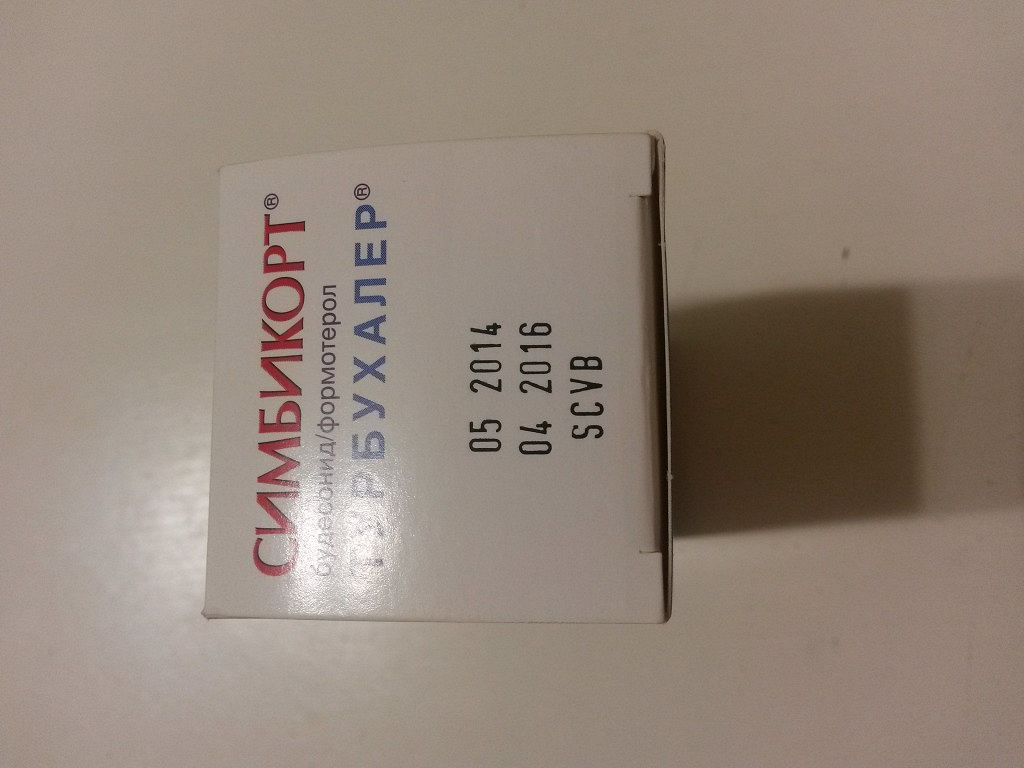 СИМБИКОРТ®
будесонид/формотерол
ТУРБУХАЛЕР®
05 2014
04 2016
SCVB